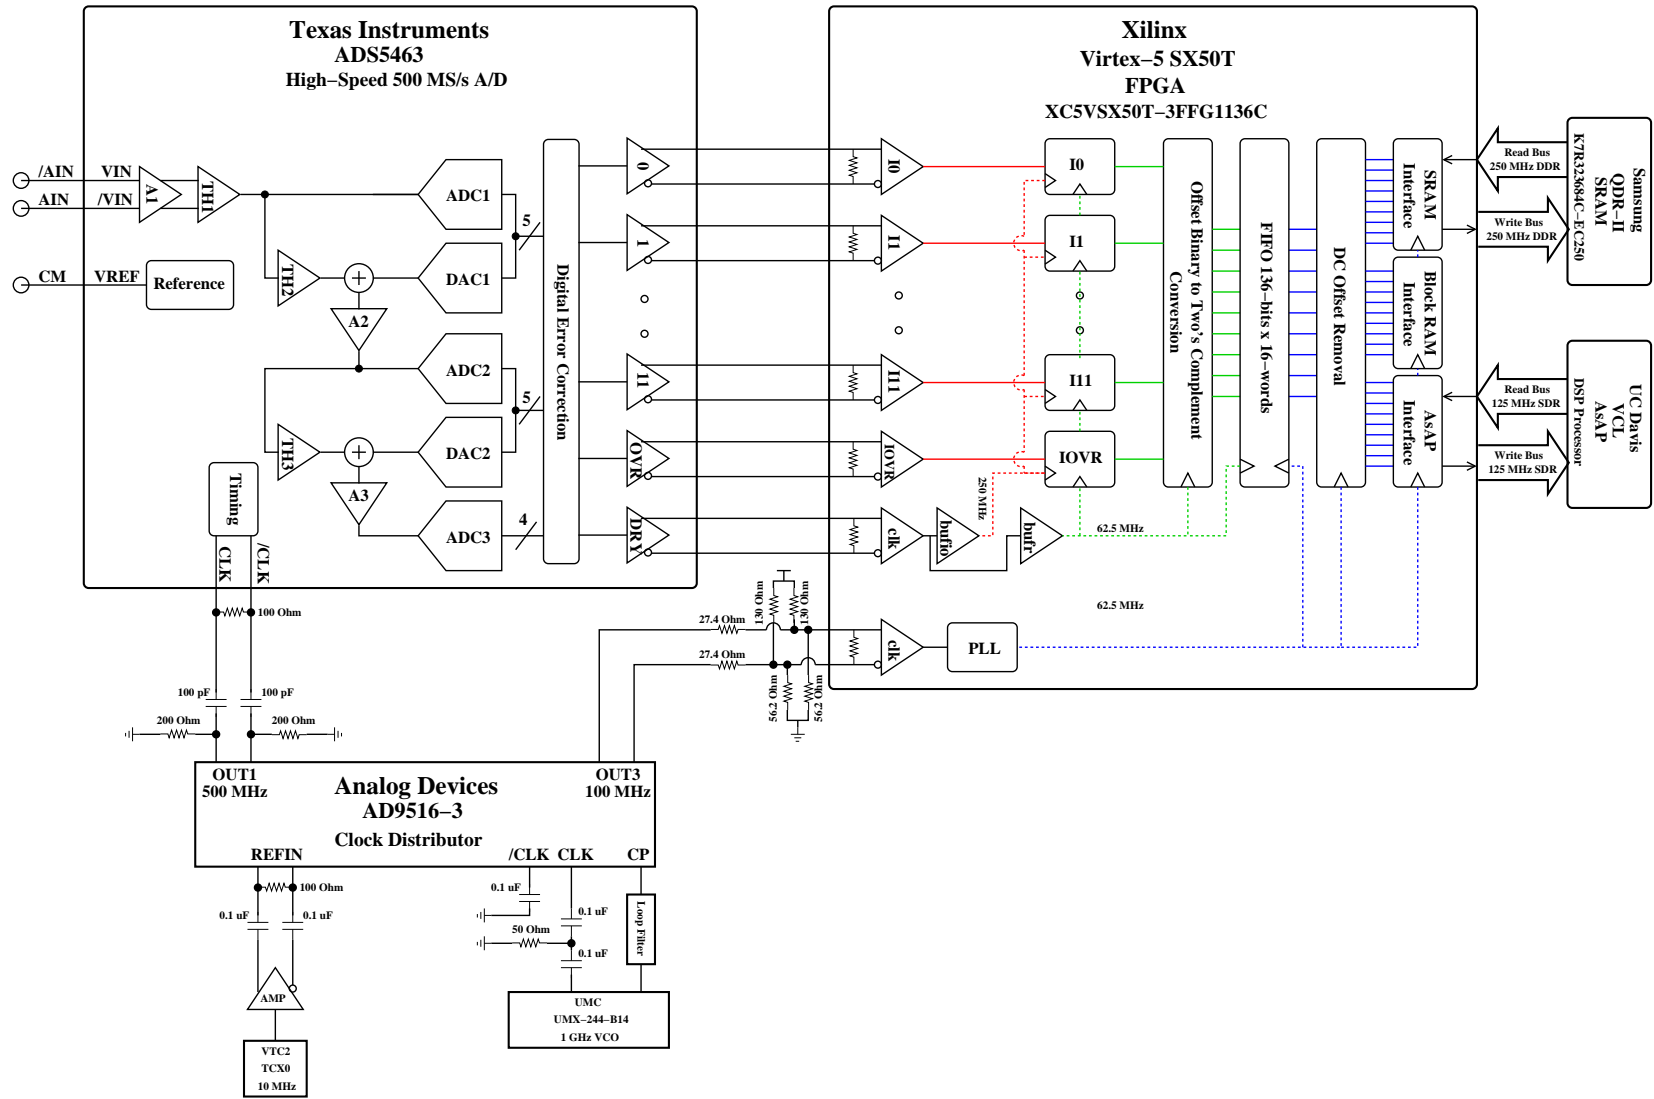 Texas Instruments
ADS5463
High-Speed 500 MS/s A/D
/AIN
VIN
AIN
/VIN
CM
VREF
A1
TH1
Reference
TH2
A2
TH3
A3
ADC1
DAC1
ADC2
DAC2
ADC3
5
5
4
Digital Error Correction
0
1
11
OVR
DRY
Timing
CLK
/CLK
Xilinx
Virtex-5 SX50T
FPGA
XC5VSX50T-3FFG1136C
I0
I1
I11
IOVR
clk
I0
I1
I11
IOVR
bufio
250 MHz
bufr
62.5 MHz
62.5 MHz
clk
PLL
Offset Binary to Two's Complement
Conversion
FIFO 136-bits x 16-words
DC Offset Removal
SRAM
Interface
Block RAM
Interface
AsAP
Interface
Read Bus
250 MHz DDR
Write Bus
250 MHz DDR
Samsung
QDR-II
SRAM
K7R323684C-EC250
Read Bus
125 MHz SDR
Write Bus
125 MHz SDR
UC Davis
VCL
AsAP
DSP Processor
100 Ohm
100 pF
100 pF
200 Ohm
200 Ohm
27.4 Ohm
27.4 Ohm
130 Ohm
130 Ohm
56.2 Ohm
56.2 Ohm
OUT1
500 MHz
OUT3
100 MHz
Analog Devices
AD9516-3
Clock Distributor
REFIN
/CLK
CLK
CP
100 Ohm
0.1 uF
0.1 uF
AMP
VTC2
TCX0
10 MHz
0.1 uF
0.1 uF
50 Ohm
0.1 uF
Loop Filter
UMC
UMX-244-B14
1 GHz VCO